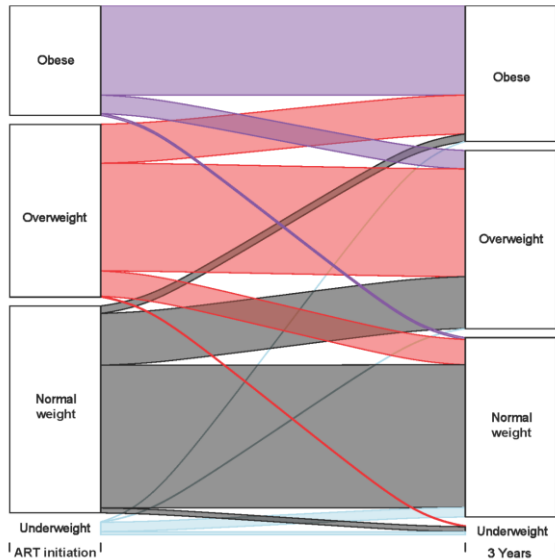 Obese
Obese
Overweight
Overweight
Normal
weight
Normal
weight
Underweight
Underweight
ART initiation
3 Years